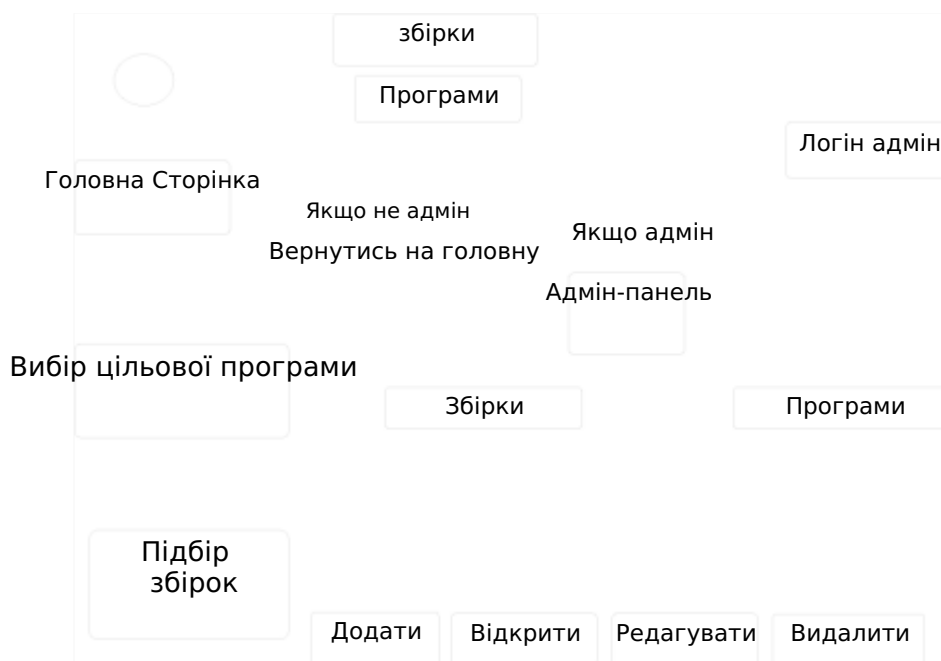 збірки
Програми
Логін адмін
Головна Сторінка
Якщо не адмін
Якщо адмін
Вернутись на головну
Адмін-панель
Вибір цільової програми
Збірки
Програми
Підбір
збірок
Додати
Відкрити
Редагувати
Видалити